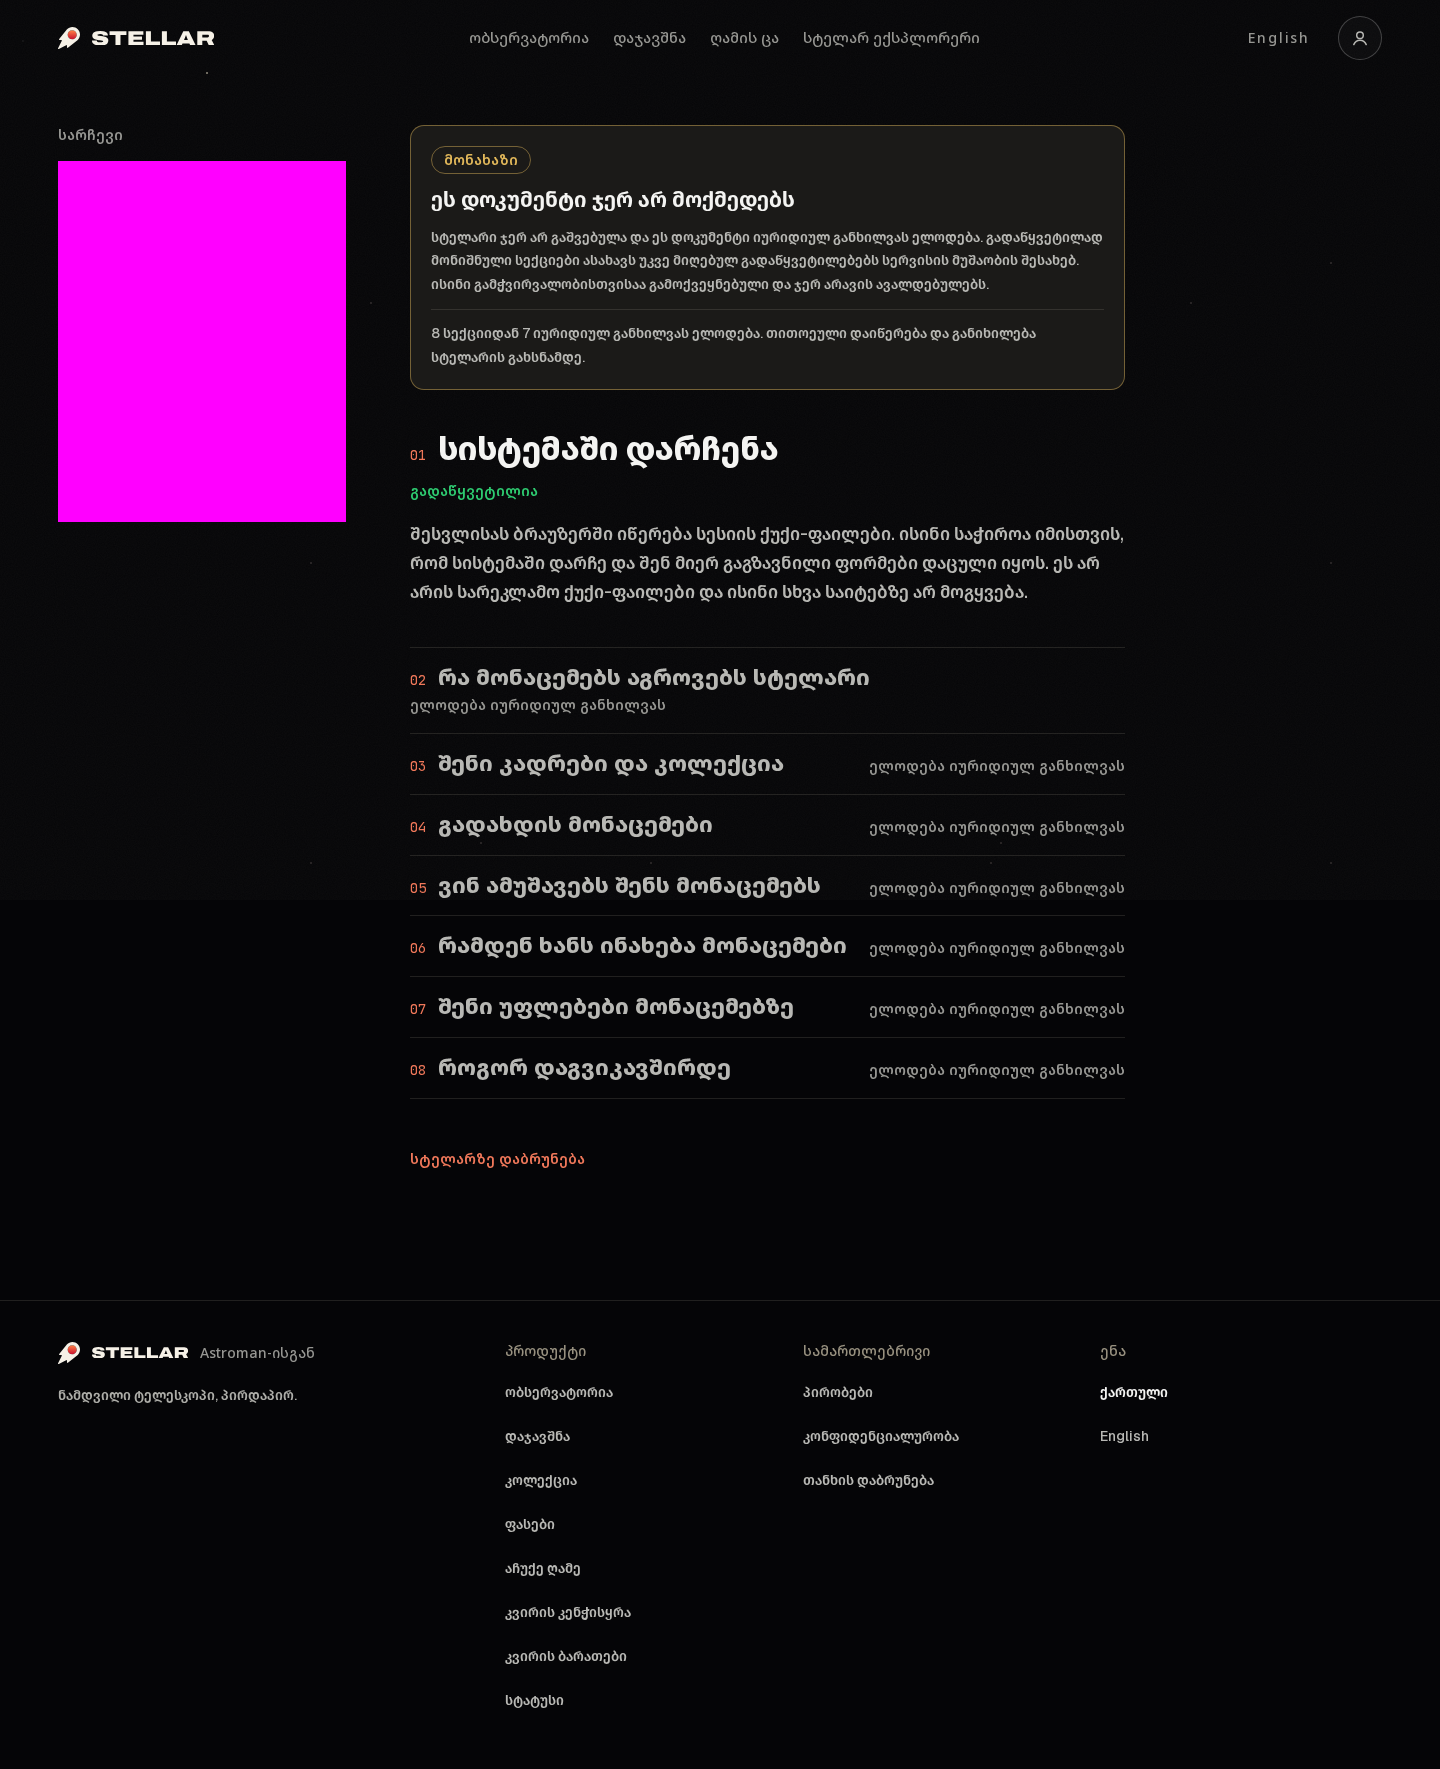 STELLAR
ობსერვატორია
დაჯავშნა
ღამის ცა
სტელარ ექსპლორერი
English
სარჩევი
მონახაზი
ეს დოკუმენტი ჯერ არ მოქმედებს
სტელარი ჯერ არ გაშვებულა და ეს დოკუმენტი იურიდიულ განხილვას ელოდება. გადაწყვეტილად
მონიშნული სექციები ასახავს უკვე მიღებულ გადაწყვეტილებებს სერვისის მუშაობის შესახებ.
ისინი გამჭვირვალობისთვისაა გამოქვეყნებული და ჯერ არავის ავალდებულებს.
8 სექციიდან 7 იურიდიულ განხილვას ელოდება. თითოეული დაიწერება და განიხილება
სტელარის გახსნამდე.
01 სისტემაში დარჩენა
გადაწყვეტილია
შესვლისას ბრაუზერში იწერება სესიის ქუქი-ფაილები. ისინი საჭიროა იმისთვის,
რომ სისტემაში დარჩე და შენ მიერ გაგზავნილი ფორმები დაცული იყოს. ეს არ
არის სარეკლამო ქუქი-ფაილები და ისინი სხვა საიტებზე არ მოგყვება.
02 რა მონაცემებს აგროვებს სტელარი
ელოდება იურიდიულ განხილვას
03 შენი კადრები და კოლექცია ელოდება იურიდიულ განხილვას
04 გადახდის მონაცემები ელოდება იურიდიულ განხილვას
05 ვინ ამუშავებს შენს მონაცემებს ელოდება იურიდიულ განხილვას
06 რამდენ ხანს ინახება მონაცემები ელოდება იურიდიულ განხილვას
07 შენი უფლებები მონაცემებზე ელოდება იურიდიულ განხილვას
08 როგორ დაგვიკავშირდე ელოდება იურიდიულ განხილვას
სტელარზე დაბრუნება
STELLAR Astroman-ისგან
ნამდვილი ტელესკოპი, პირდაპირ.
პროდუქტი
ობსერვატორია
დაჯავშნა
კოლექცია
ფასები
აჩუქე ღამე
კვირის კენჭისყრა
კვირის ბარათები
სტატუსი
სამართლებრივი
პირობები
კონფიდენციალურობა
თანხის დაბრუნება
ენა
ქართული
English